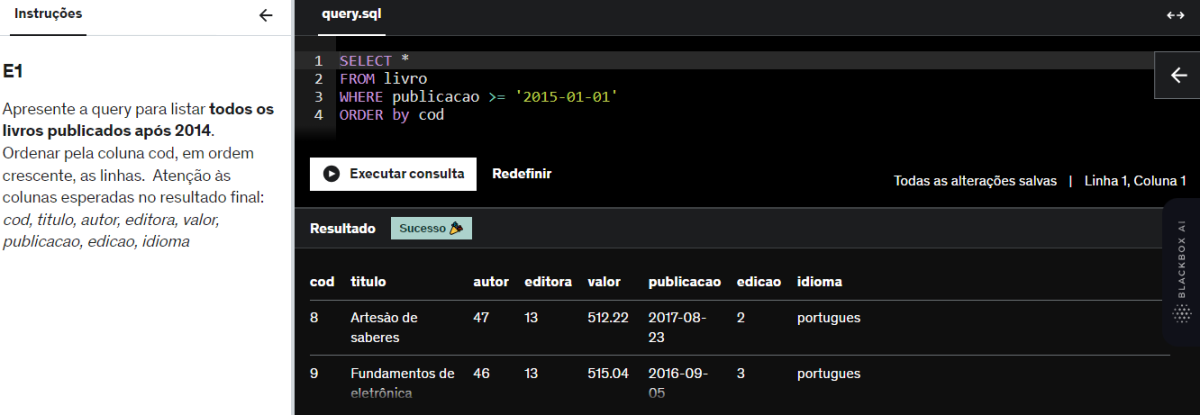 Instruções
E1
Apresente a query para listar todos os
livros publicados após 2014.
Ordenar pela coluna cod, em ordem
crescente, as linhas. Atenção às
colunas esperadas no resultado final:
cod, titulo, autor, editora, valor,
publicacao, edicao, idioma
query.sql
1 SELECT *
2 FROM livro
3 WHERE publicacao >= '2015-01-01'
4 ORDER by cod
Executar consulta Redefinir
Todas as alterações salvas | Linha 1, Coluna 1
Resultado Sucesso
cod titulo autor editora valor publicacao edicao idioma
8 Artesão de 47 13 512.22 2017-08- 2 portugues
saberes 23
9 Fundamentos de 46 13 515.04 2016-09- 3 portugues
eletrônica 05
BLACKBOX AI